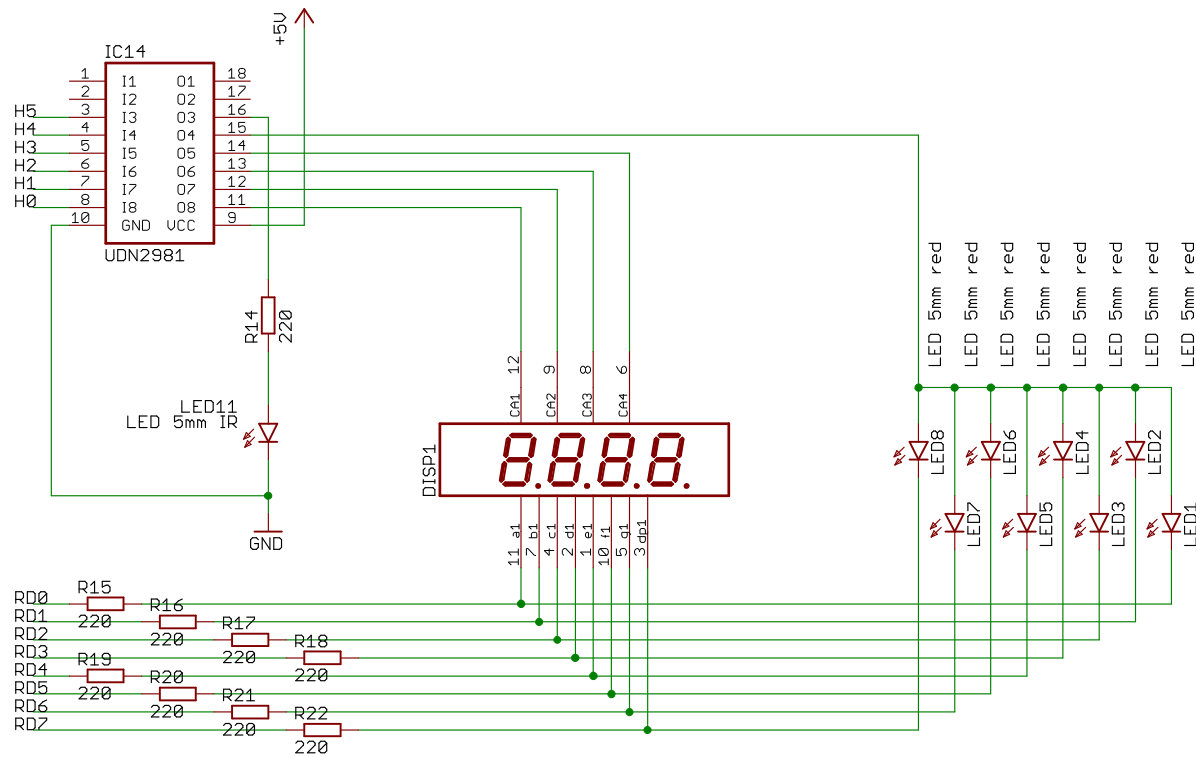 +5V
IC14
1 I1 O1 18
2 I2 O2 17
H5 3 I3 O3 16
H4 4 I4 O4 15
H3 5 I5 O5 14
H2 6 I6 O6 13
H1 7 I7 O7 12
H0 8 I8 O8 11
10 GND VCC 9
UDN2981
R14
220
LED11
LED 5mm IR
GND
12 9 8 6
CA1 CA2 CA3 CA4
DISP1
8.8.8.8.
a1 b1 c1 d1 e1 f1 g1 dp1
11 7 4 2 1 10 5 3
LED 5mm red
LED 5mm red
LED 5mm red
LED 5mm red
LED 5mm red
LED 5mm red
LED 5mm red
LED 5mm red
LED8 LED6 LED4 LED2
LED7 LED5 LED3 LED1
RD0 R15
220
RD1 R16
220
RD2 R17
220
RD3 R18
220
RD4 R19
220
RD5 R20
220
RD6 R21
220
RD7 R22
220